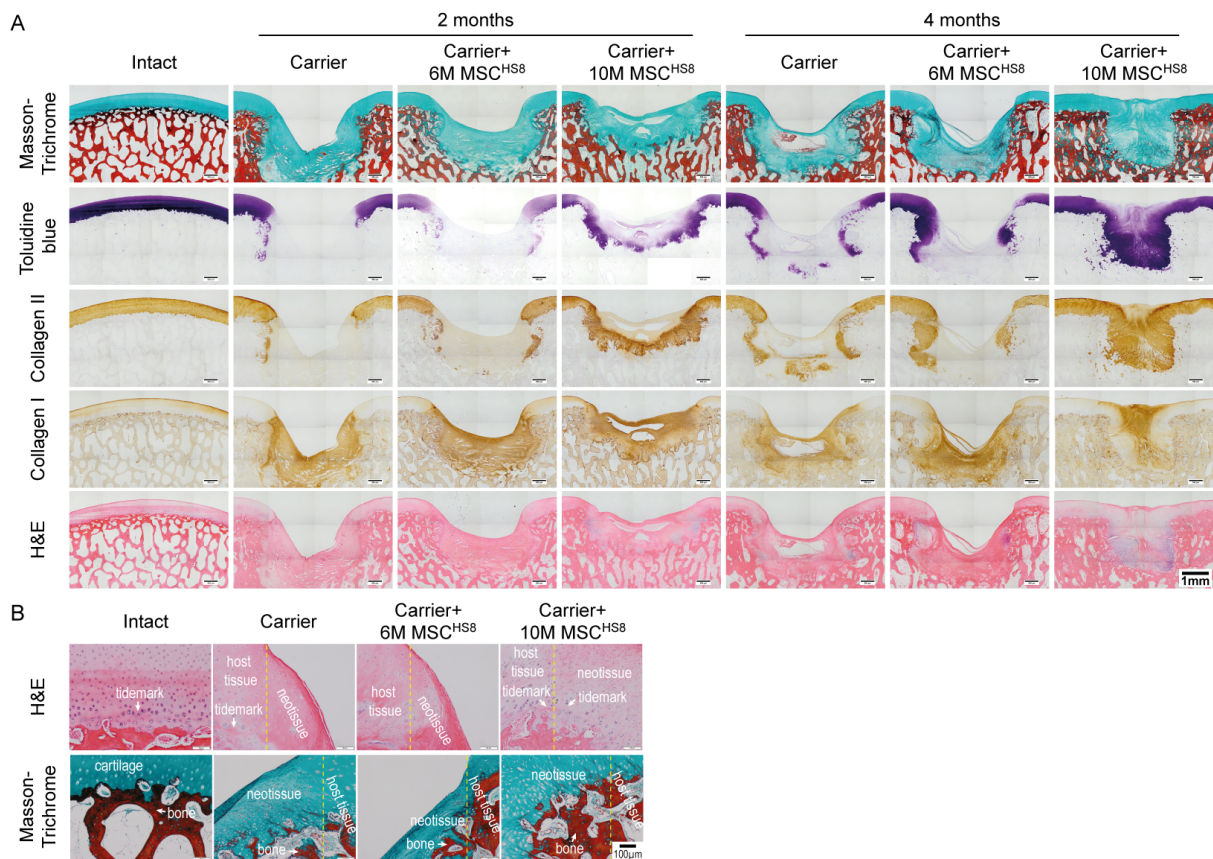 A
2 months
4 months
Intact
Carrier
Carrier+
6M MSC^HS8
Carrier+
10M MSC^HS8
Carrier
Carrier+
6M MSC^HS8
Carrier+
10M MSC^HS8
Masson-
Trichrome
Toluidine
blue
Collagen II
Collagen I
H&E
1mm
B
Intact
Carrier
Carrier+
6M MSC^HS8
Carrier+
10M MSC^HS8
H&E
tidemark
host
tissue
tidemark
neotissue
host
tissue
neotissue
host
tissue
tidemark
neotissue
tidemark
Masson-
Trichrome
cartilage
bone
neotissue
bone
host tissue
neotissue
bone
host tissue
neotissue
bone
host tissue
100µm